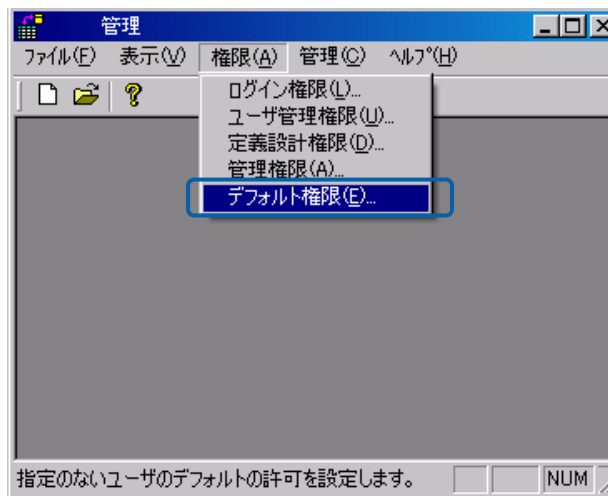 管理
ファイル(F) 表示(V) 権限(A) 管理(C) ヘルプ(H)
ログイン権限(L)...
ユーザ管理権限(U)...
定義設計権限(D)...
管理権限(A)...
デフォルト権限(E)...
指定のないユーザのデフォルトの許可を設定します。 NUM